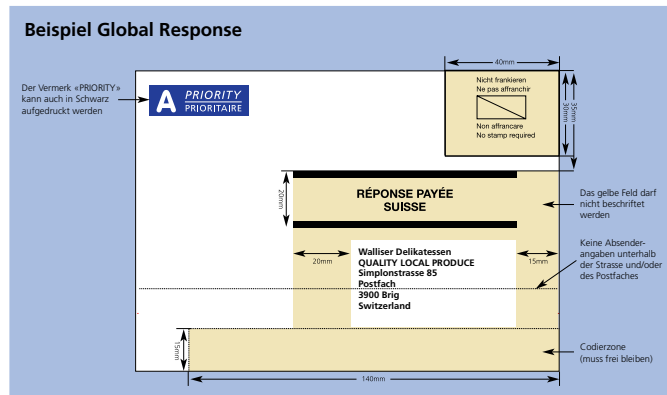 Beispiel Global Response
40mm
Der Vermerk «PRIORITY»
kann auch in Schwarz
aufgedruckt werden
A PRIORITY
PRIORITAIRE
Nicht frankieren
Ne pas affranchir
Non affrancare
No stamp required
30mm
35mm
20mm
RÉPONSE PAYÉE
SUISSE
Das gelbe Feld darf
nicht beschriftet
werden
Walliser Delikatessen
QUALITY LOCAL PRODUCE
Simplonstrasse 85
Postfach
3900 Brig
Switzerland
20mm
15mm
Keine Absender-
angaben unterhalb
der Strasse und/oder
des Postfaches
15mm
Codierzone
(muss frei bleiben)
140mm